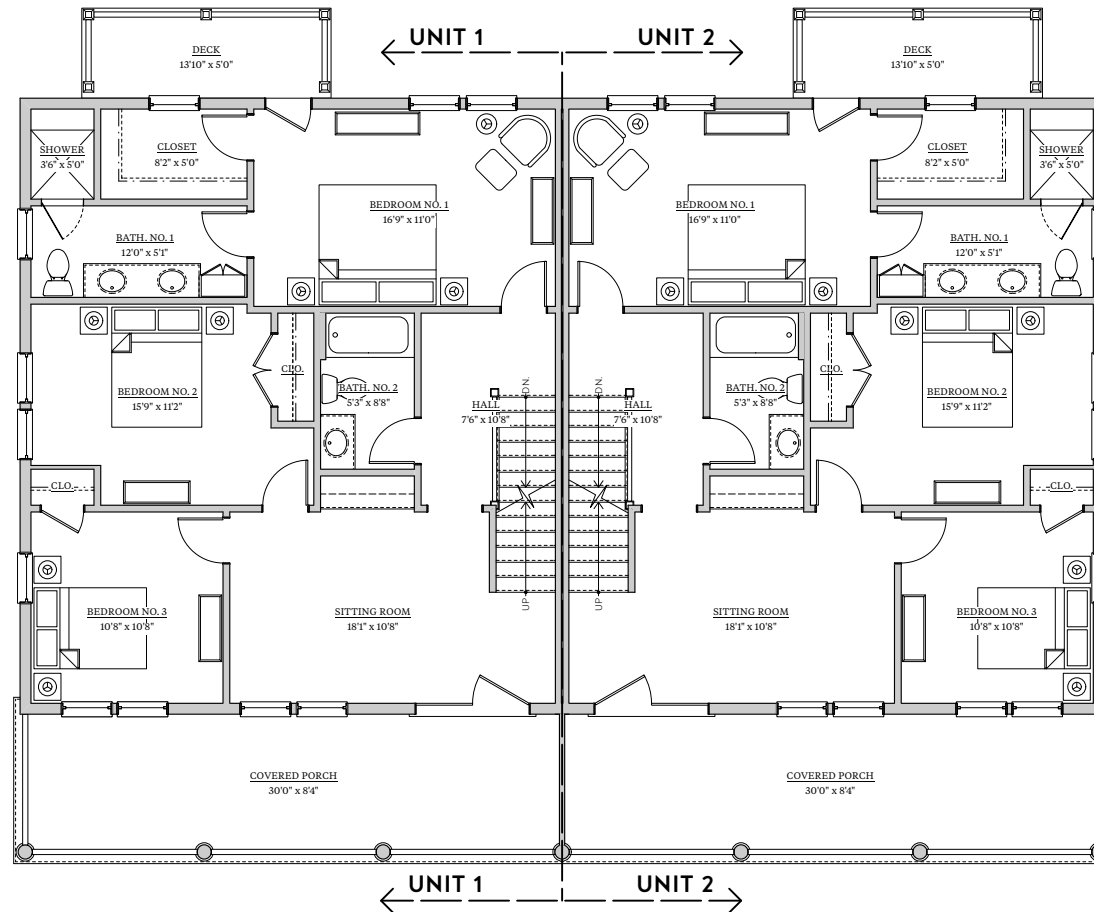 UNIT 1
UNIT 2
DECK
13'10" x 5'0"
DECK
13'10" x 5'0"
SHOWER
3'6" x 5'0"
CLOSET
8'2" x 5'0"
BEDROOM NO. 1
16'9" x 11'0"
BEDROOM NO. 1
16'9" x 11'0"
CLOSET
8'2" x 5'0"
SHOWER
3'6" x 5'0"
BATH. NO. 1
12'0" x 5'1"
BATH. NO. 1
12'0" x 5'1"
BEDROOM NO. 2
15'9" x 11'2"
CLO.
BATH. NO. 2
5'3" x 8'8"
HALL
7'6" x 10'8"
DN.
DN.
HALL
7'6" x 10'8"
BATH. NO. 2
5'3" x 8'8"
CLO.
BEDROOM NO. 2
15'9" x 11'2"
CLO.
CLO.
BEDROOM NO. 3
10'8" x 10'8"
SITTING ROOM
18'1" x 10'8"
UP
UP
SITTING ROOM
18'1" x 10'8"
BEDROOM NO. 3
10'8" x 10'8"
COVERED PORCH
30'0" x 8'4"
COVERED PORCH
30'0" x 8'4"
UNIT 1
UNIT 2